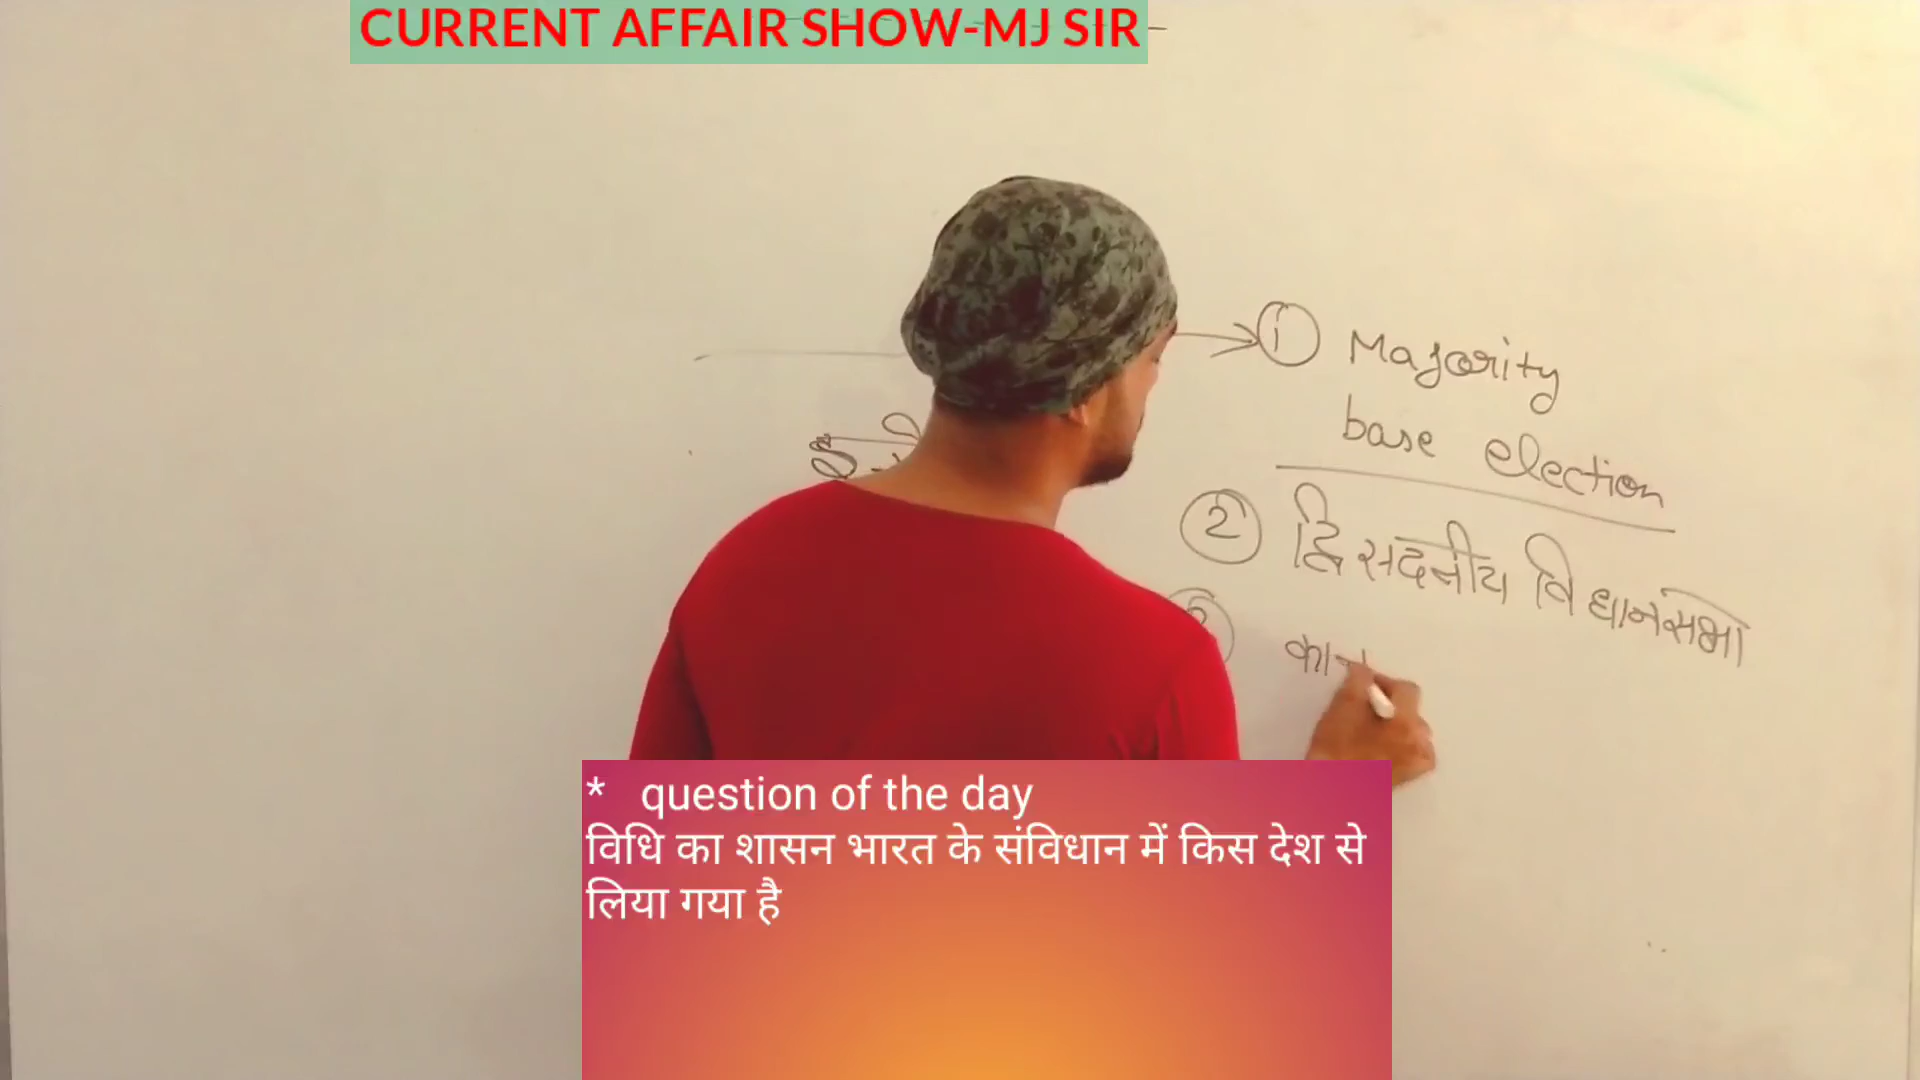 CURRENT AFFAIR SHOW-MJ SIR
1 Majority
base election
2 द्विसदनीय विधानसभा
* question of the day
विधि का शासन भारत के संविधान में किस देश से
लिया गया है